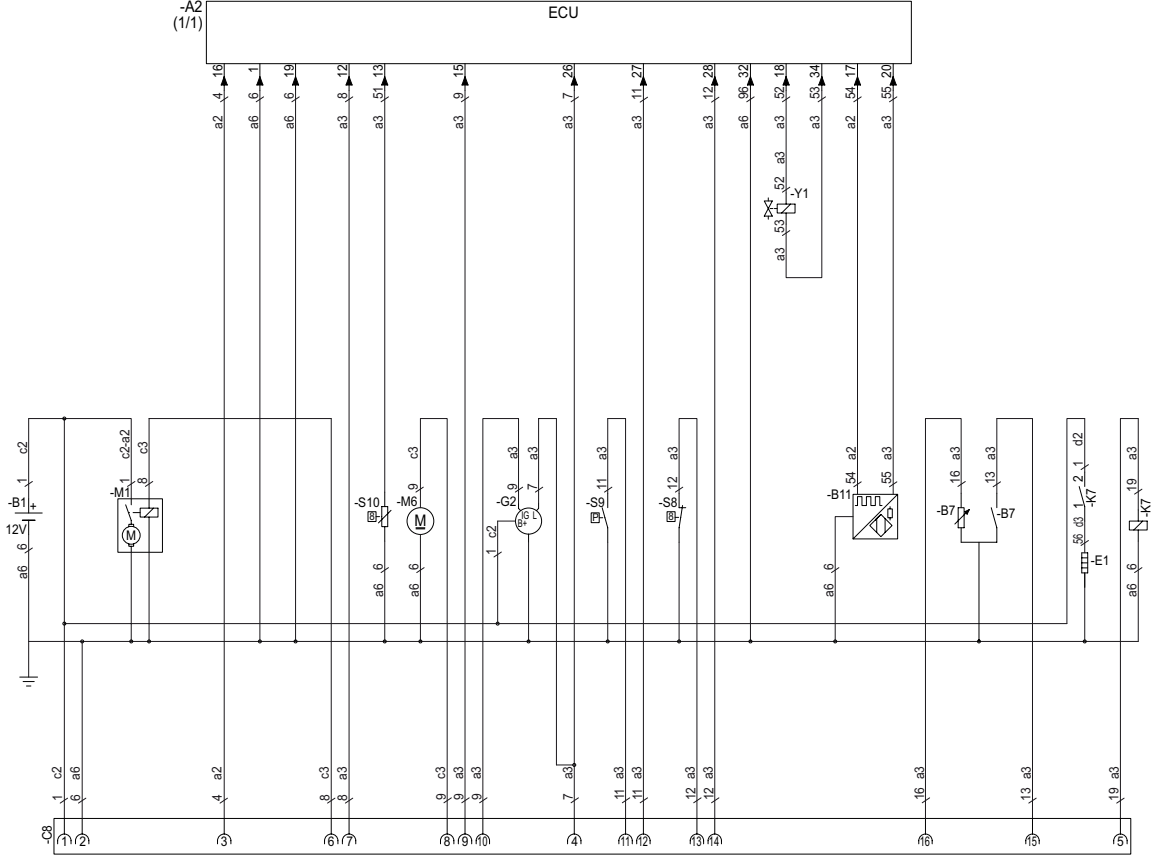 -A2
(1/1)
ECU
16 1 19 12 13 15 26 27 28 32 18 34 17 20
4 6 6 8 51 9 7 11 12 96 52 53 54 55
a2 a6 a6 a3 a3 a3 a3 a3 a3 a6 a3 a3 a2 a3
a3
52
-Y1
53
a3
c2 c2-a2 c3 c3 a3 a3 a3 a3 a2 a3 a3 a3 d2 a3
1 1 8 9 9 7 11 12 54 55 16 13 1 19
-B1 + 12V
-M1
M
-S10
θ
-M6
M
-G2
IG L
B+
-S9
P
-S8
θ
-B11
-B7
-B7
2
-K7
1
d3
56
-E1
-K7
c2
1
6 6 6 6 6
a6 a6 a6 a6 a6
c2 a6 a2 c3 a3 c3 a3 a3 a3 a3 a3 a3 a3 a3 a3 a3
1 6 4 8 8 9 9 9 7 11 11 12 12 16 13 19
-C8
1 2 3 6 7 8 9 10 4 11 12 13 14 16 15 5